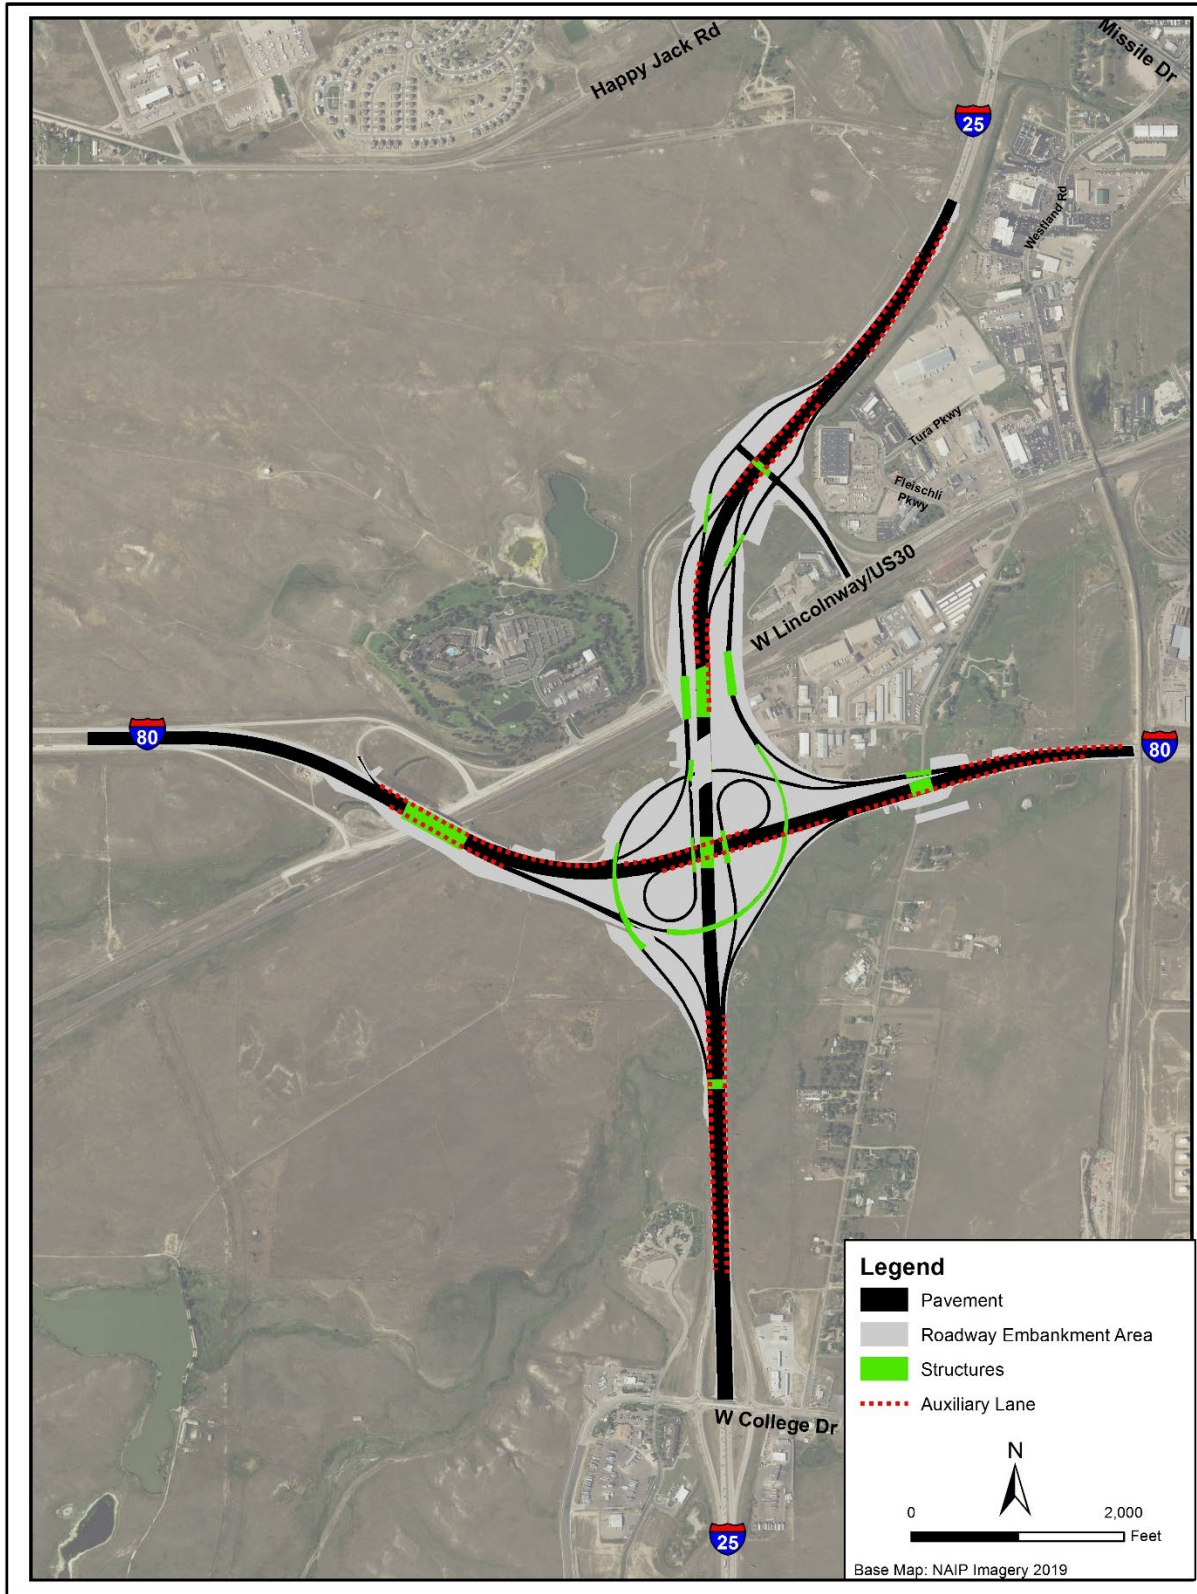 Happy Jack Rd
Missile Dr
25
Westland Rd
Tura Pkwy
Fleischli
Pkwy
W Lincolnway/US30
80
80
Legend
Pavement
Roadway Embankment Area
Structures
Auxiliary Lane
N
0 2,000
Feet
W College Dr
25
Base Map: NAIP Imagery 2019